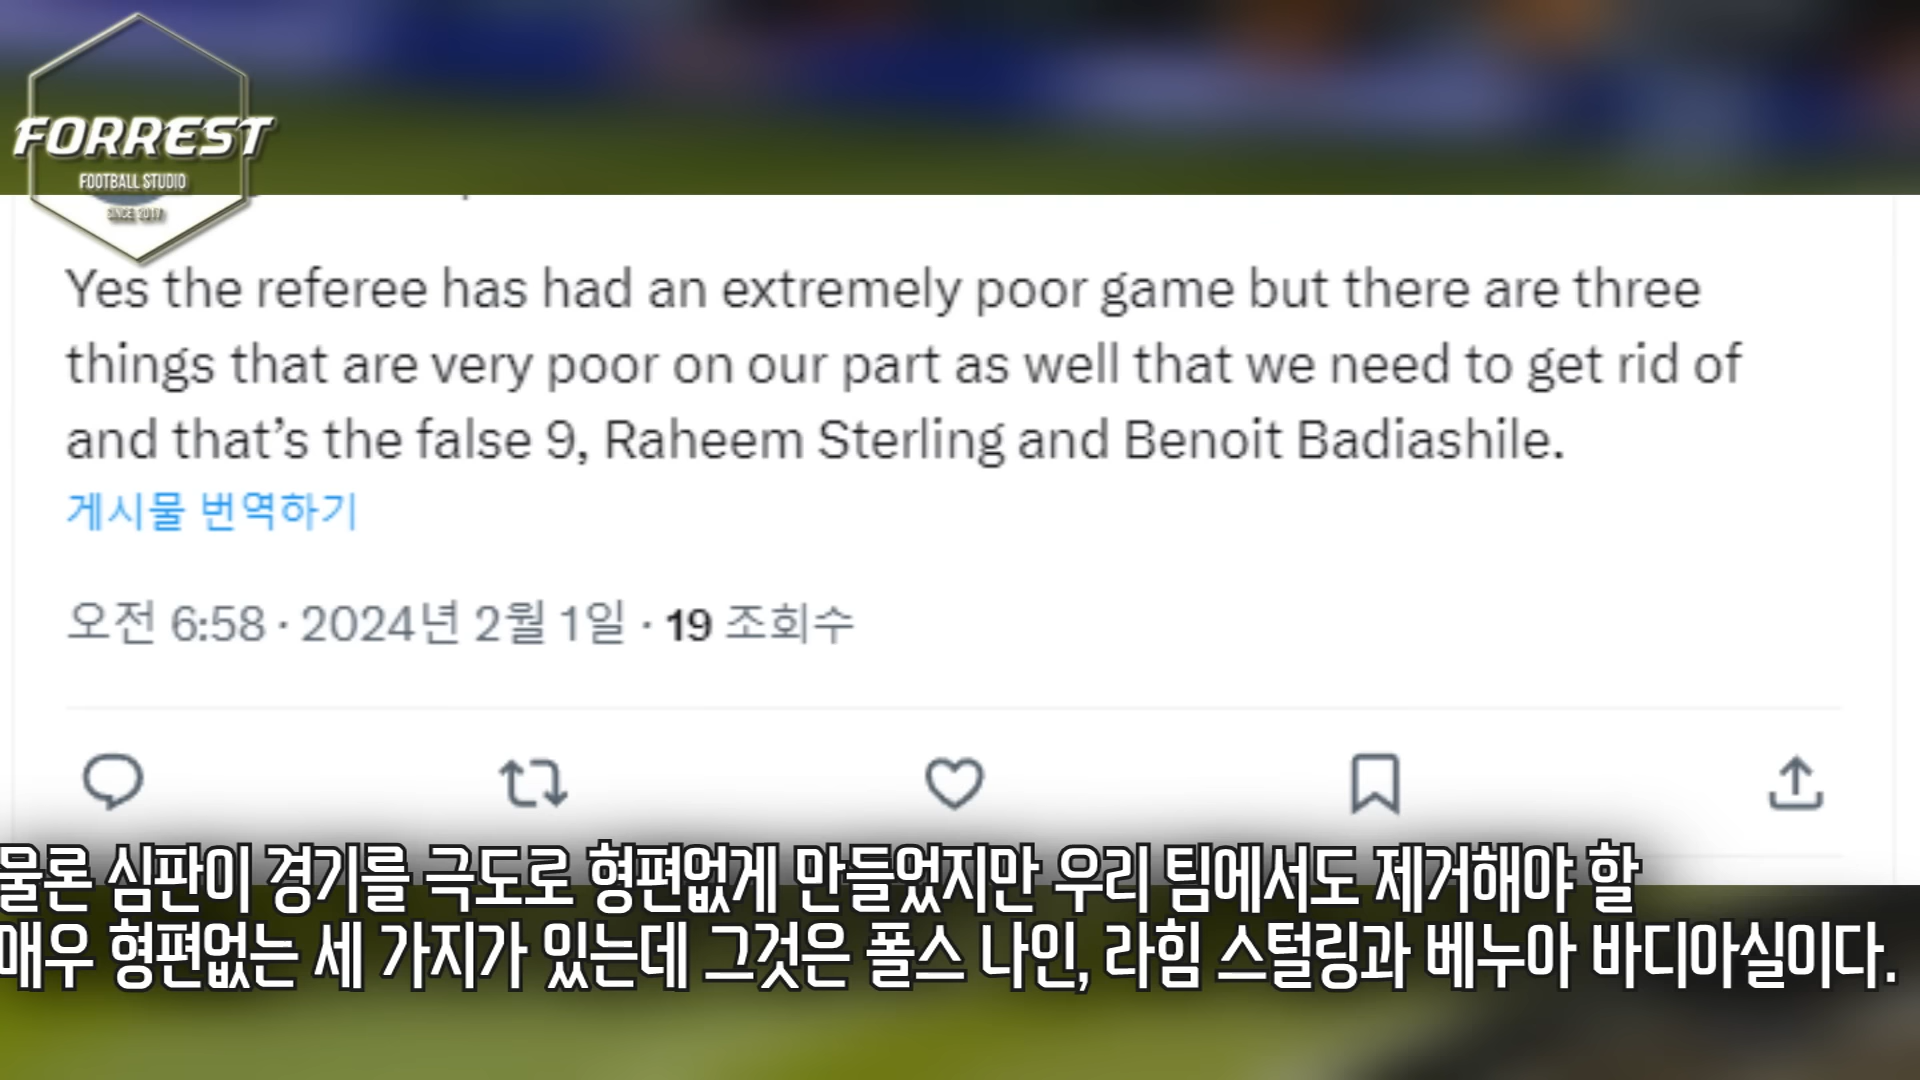 FORREST
FOOTBALL STUDIO
SINCE 2017
Yes the referee has had an extremely poor game but there are three
things that are very poor on our part as well that we need to get rid of
and that’s the false 9, Raheem Sterling and Benoit Badiashile.
게시물 번역하기
오전 6:58 · 2024년 2월 1일 · 19 조회수
물론 심판이 경기를 극도로 형편없게 만들었지만 우리 팀에서도 제거해야 할
매우 형편없는 세 가지가 있는데 그것은 폴스 나인, 라힘 스털링과 베누아 바디아실이다.